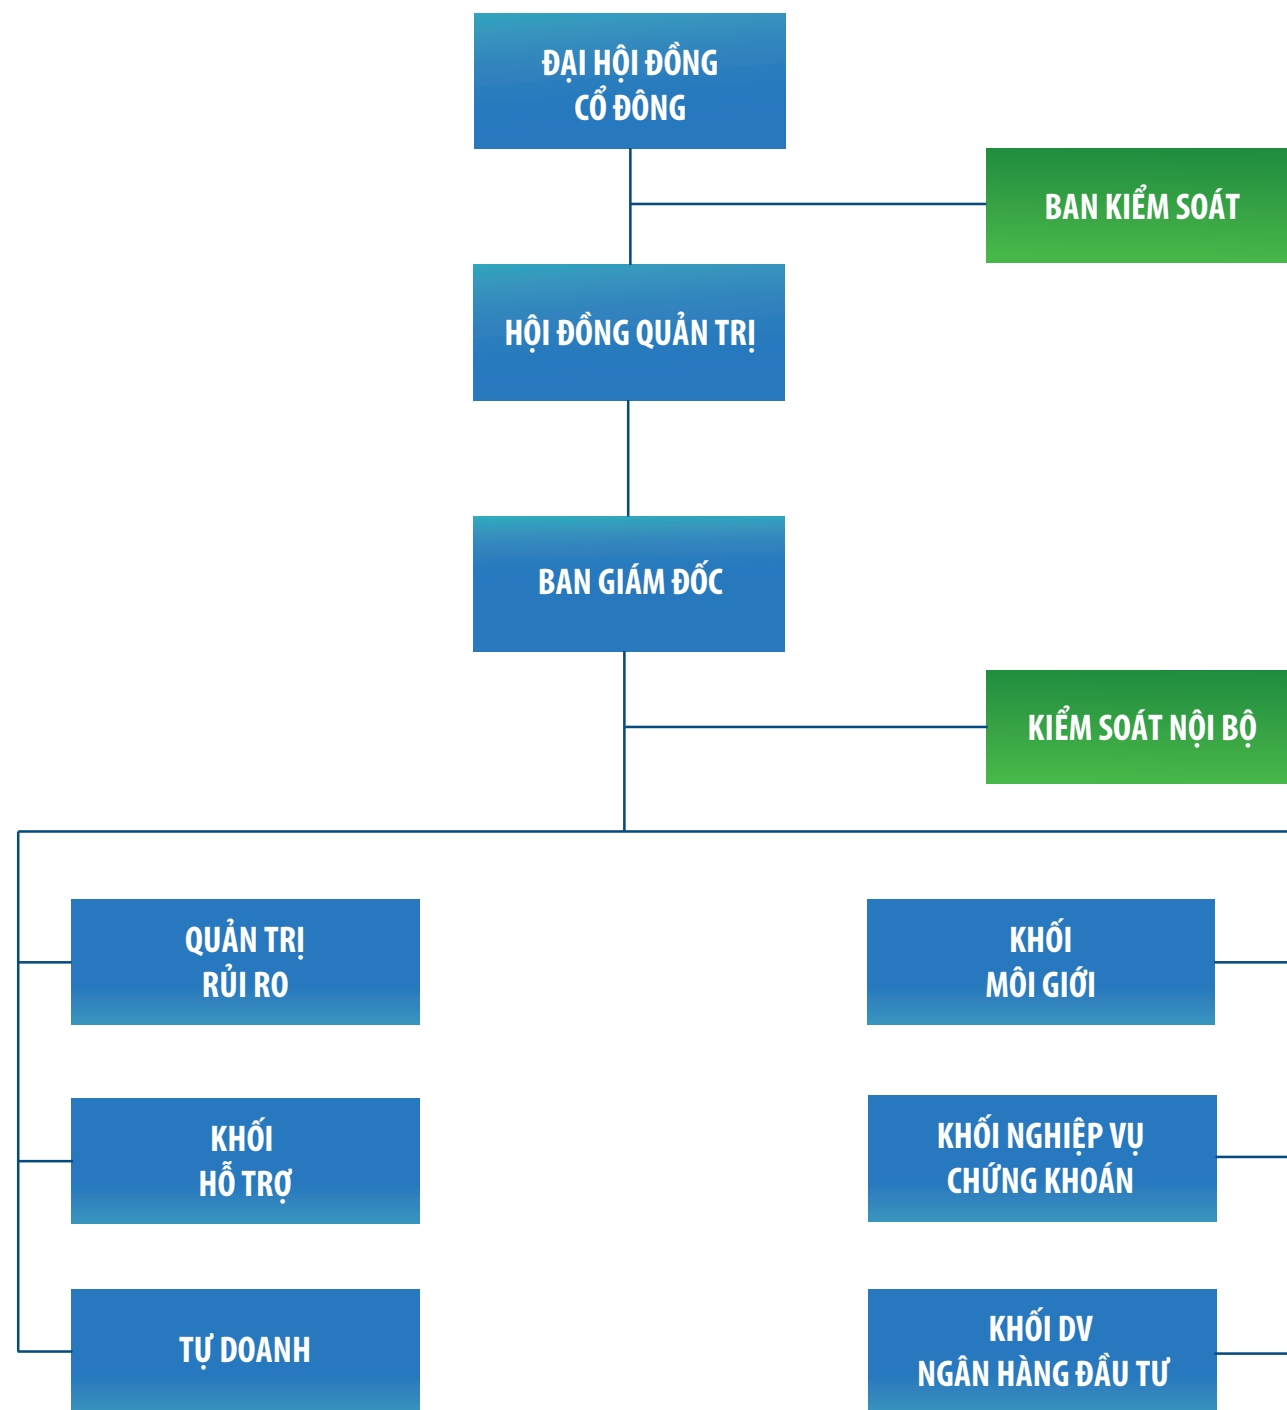 ĐẠI HỘI ĐỒNG
CỔ ĐÔNG
BAN KIỂM SOÁT
HỘI ĐỒNG QUẢN TRỊ
BAN GIÁM ĐỐC
KIỂM SOÁT NỘI BỘ
QUẢN TRỊ
RỦI RO
KHỐI
MÔI GIỚI
KHỐI
HỖ TRỢ
KHỐI NGHIỆP VỤ
CHỨNG KHOÁN
TỰ DOANH
KHỐI DV
NGÂN HÀNG ĐẦU TƯ